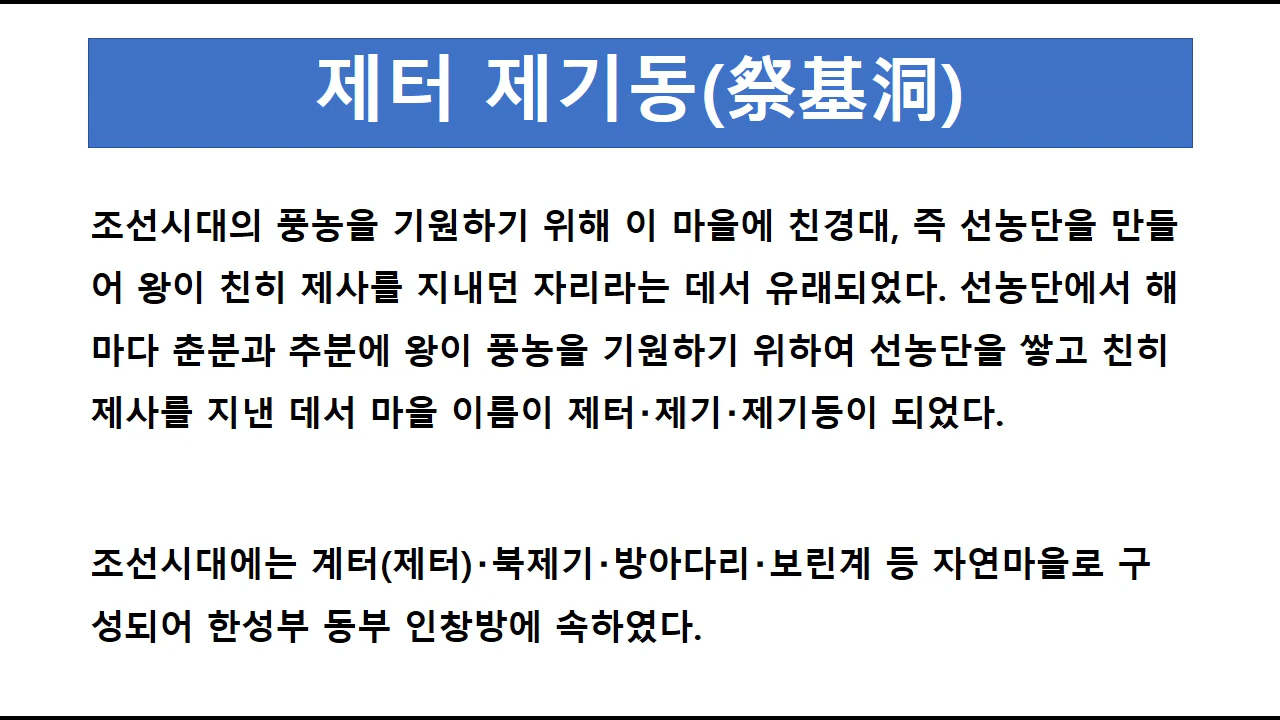 제터 제기동(祭基洞)
조선시대의 풍농을 기원하기 위해 이 마을에 친경대, 즉 선농단을 만들
어 왕이 친히 제사를 지내던 자리라는 데서 유래되었다. 선농단에서 해
마다 춘분과 추분에 왕이 풍농을 기원하기 위하여 선농단을 쌓고 친히
제사를 지낸 데서 마을 이름이 제터·제기·제기동이 되었다.
조선시대에는 계터(제터)·북제기·방아다리·보린계 등 자연마을로 구
성되어 한성부 동부 인창방에 속하였다.